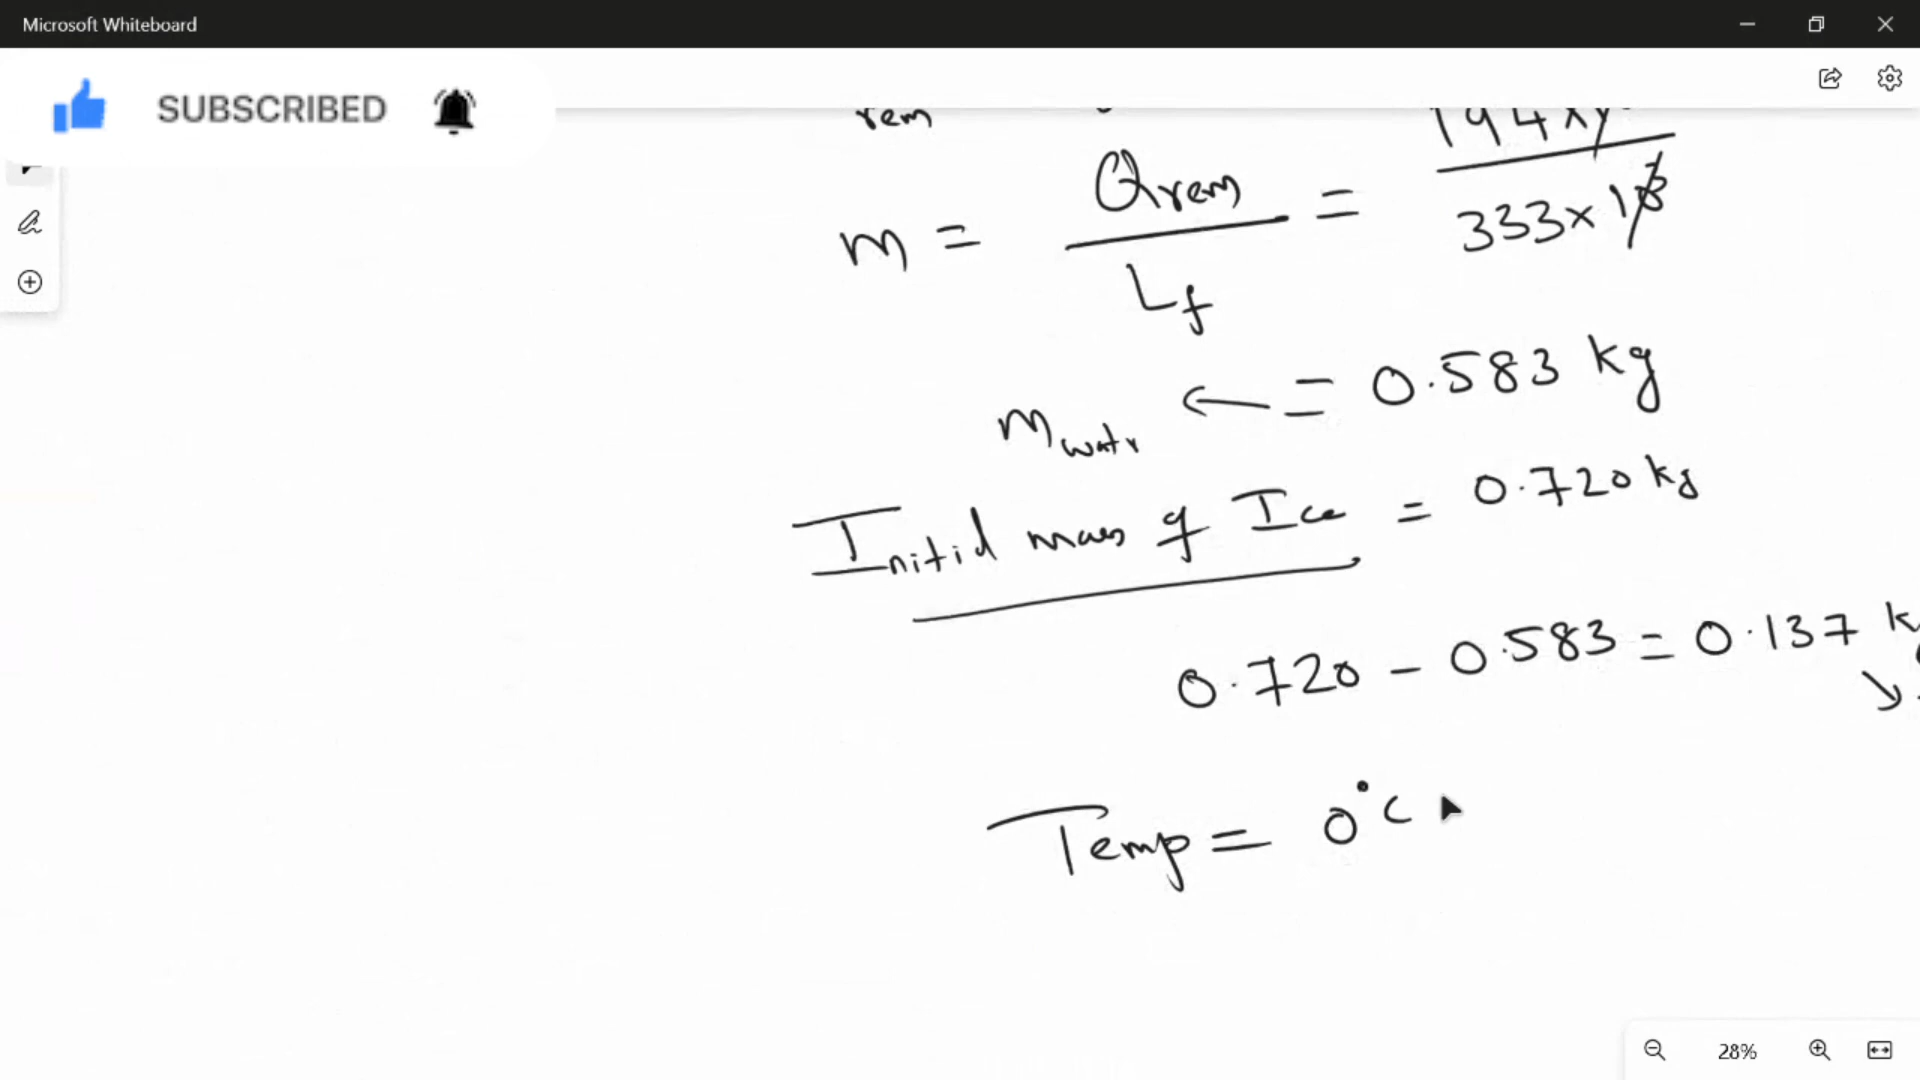 Microsoft Whiteboard
SUBSCRIBED
rem
m = Qrem / Lf = 194 x / 333 x 10³
mwatr ← = 0.583 kg
Initial mass of Ice = 0.720 kg
0.720 - 0.583 = 0.137
Temp = 0°C
28%